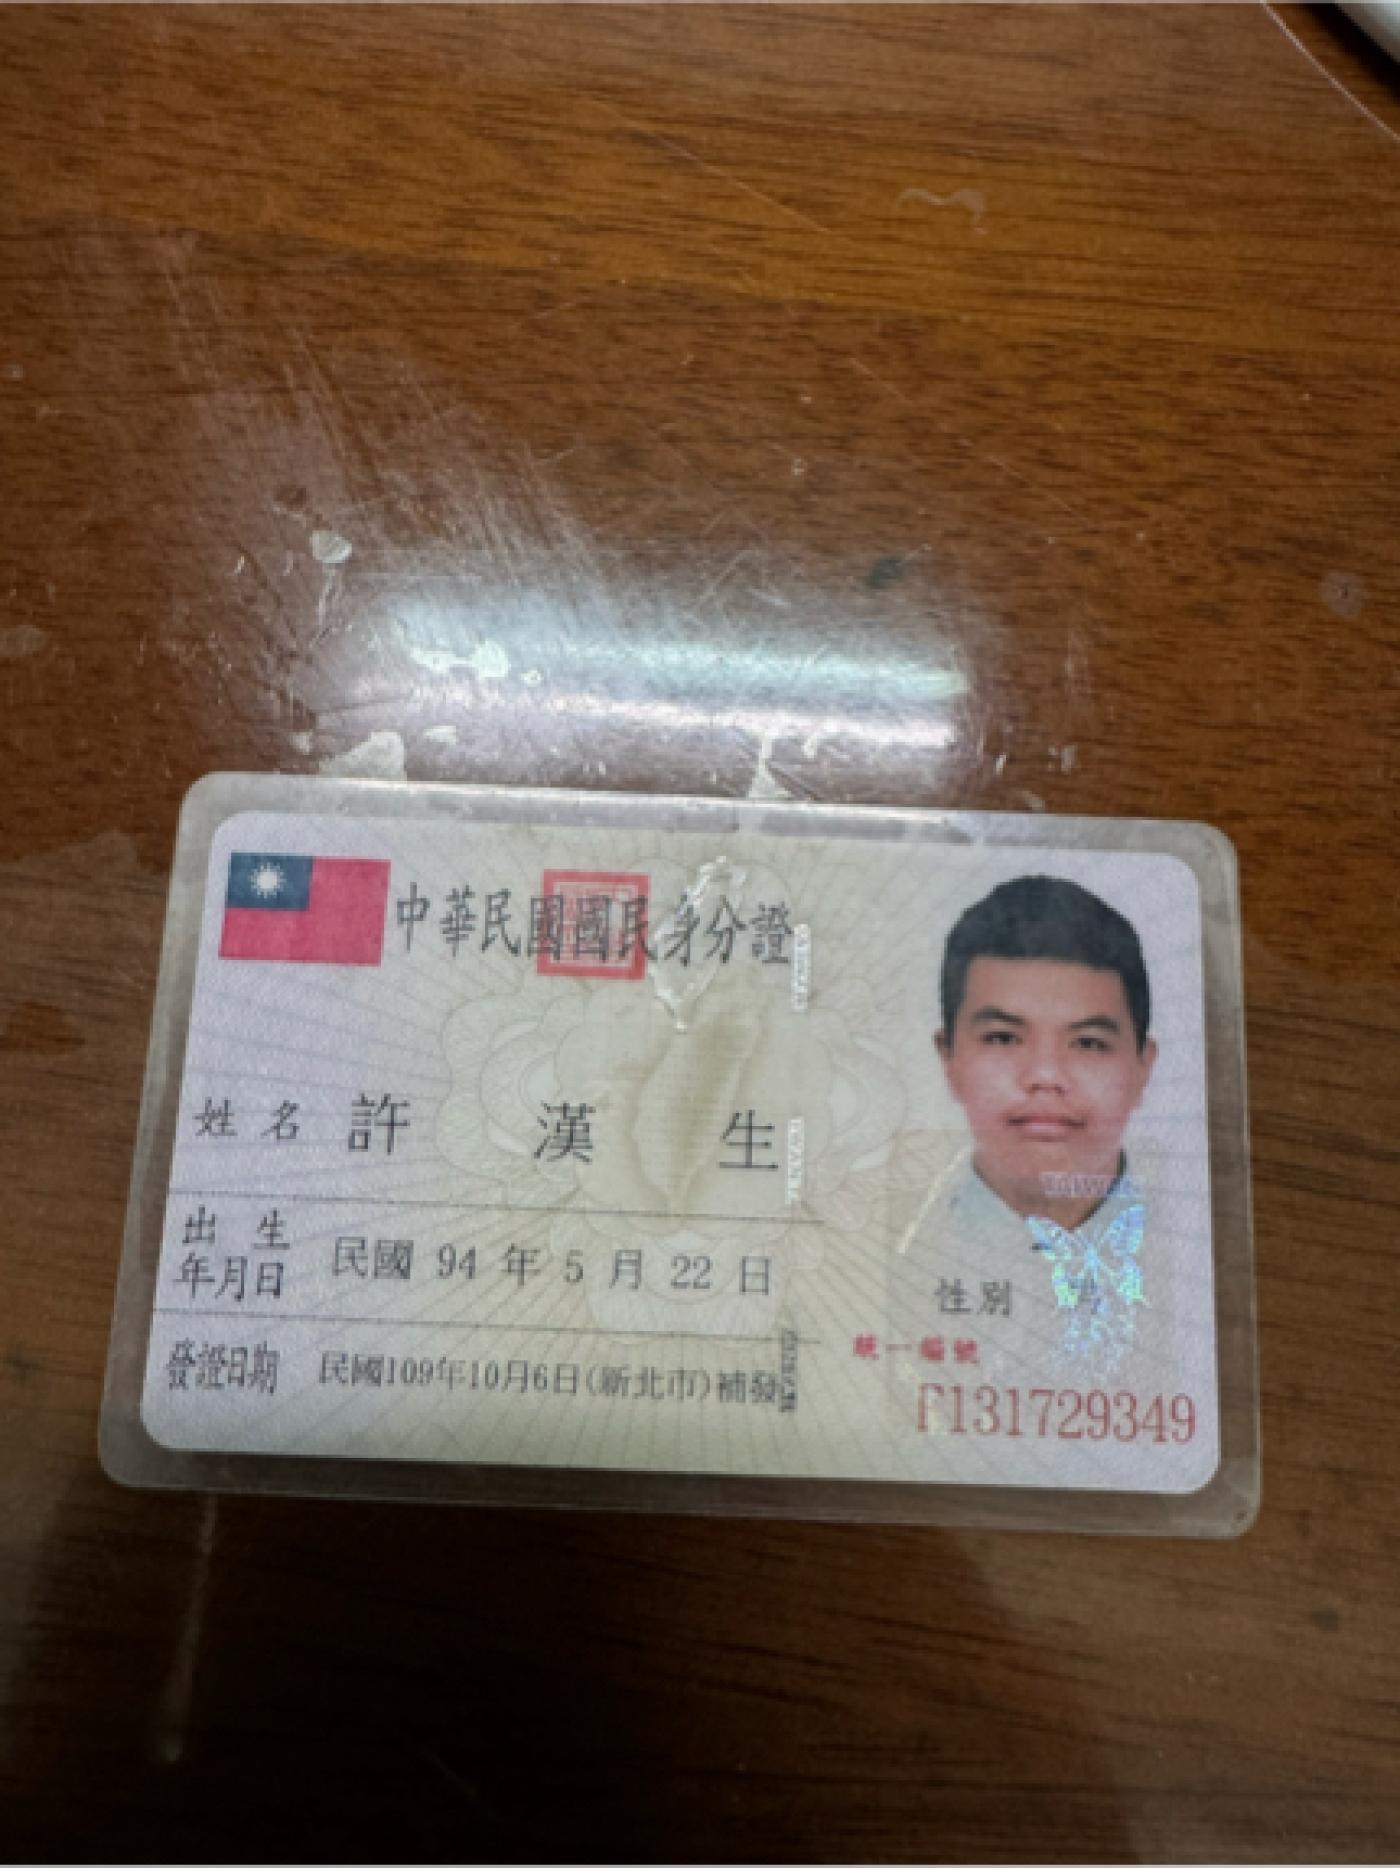 中華民國國民身分證
姓名 許漢生
出生年月日 民國 94 年 5 月 22 日
發證日期 民國109年10月6日(新北市)補發
性別
統一編號
F131729349